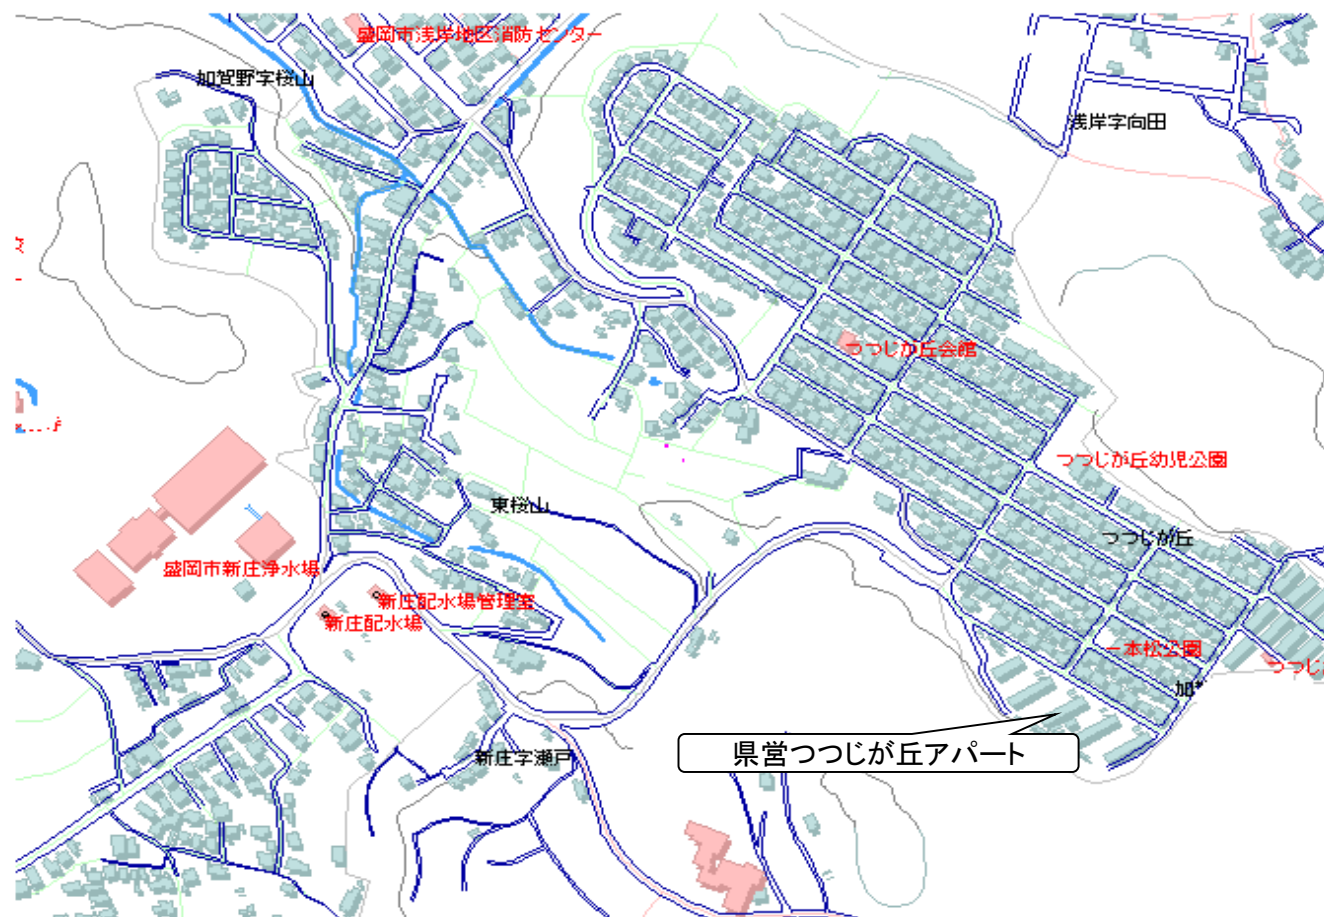 盛岡市浅岸地区消防センター
加賀野字桜山
浅岸字向田
つつじが丘会館
つつじが丘幼児公園
東桜山
つつじが丘
盛岡市新庄浄水場
新庄配水場管理室
新庄配水場
一本松公園
つつじ
加
県営つつじが丘アパート
新庄字瀬戸